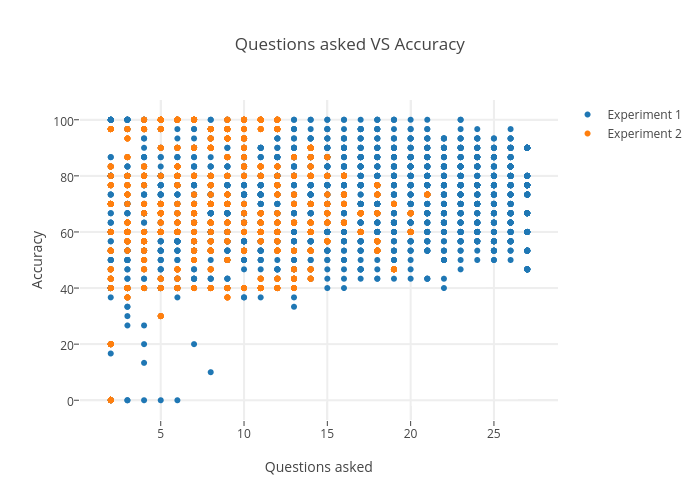 Questions asked VS Accuracy
Experiment 1
Experiment 2
100
80
60
40
20
0
Accuracy
5
10
15
20
25
Questions asked